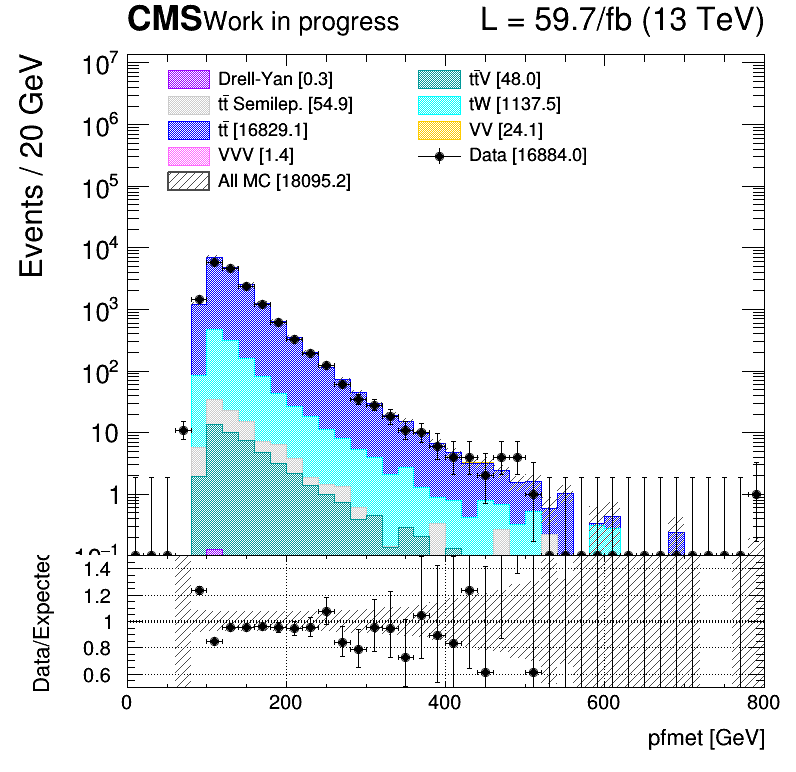 CMS Work in progress L = 59.7/fb (13 TeV)
Events / 20 GeV
10⁷
10⁶
10⁵
10⁴
10³
10²
10
1
10⁻¹
Drell-Yan [0.3]
tt̄ Semilep. [54.9]
tt̄ [16829.1]
VVV [1.4]
All MC [18095.2]
tt̄V [48.0]
tW [1137.5]
VV [24.1]
Data [16884.0]
Data/Expected
1.4
1.2
1
0.8
0.6
0 200 400 600 800
pfmet [GeV]